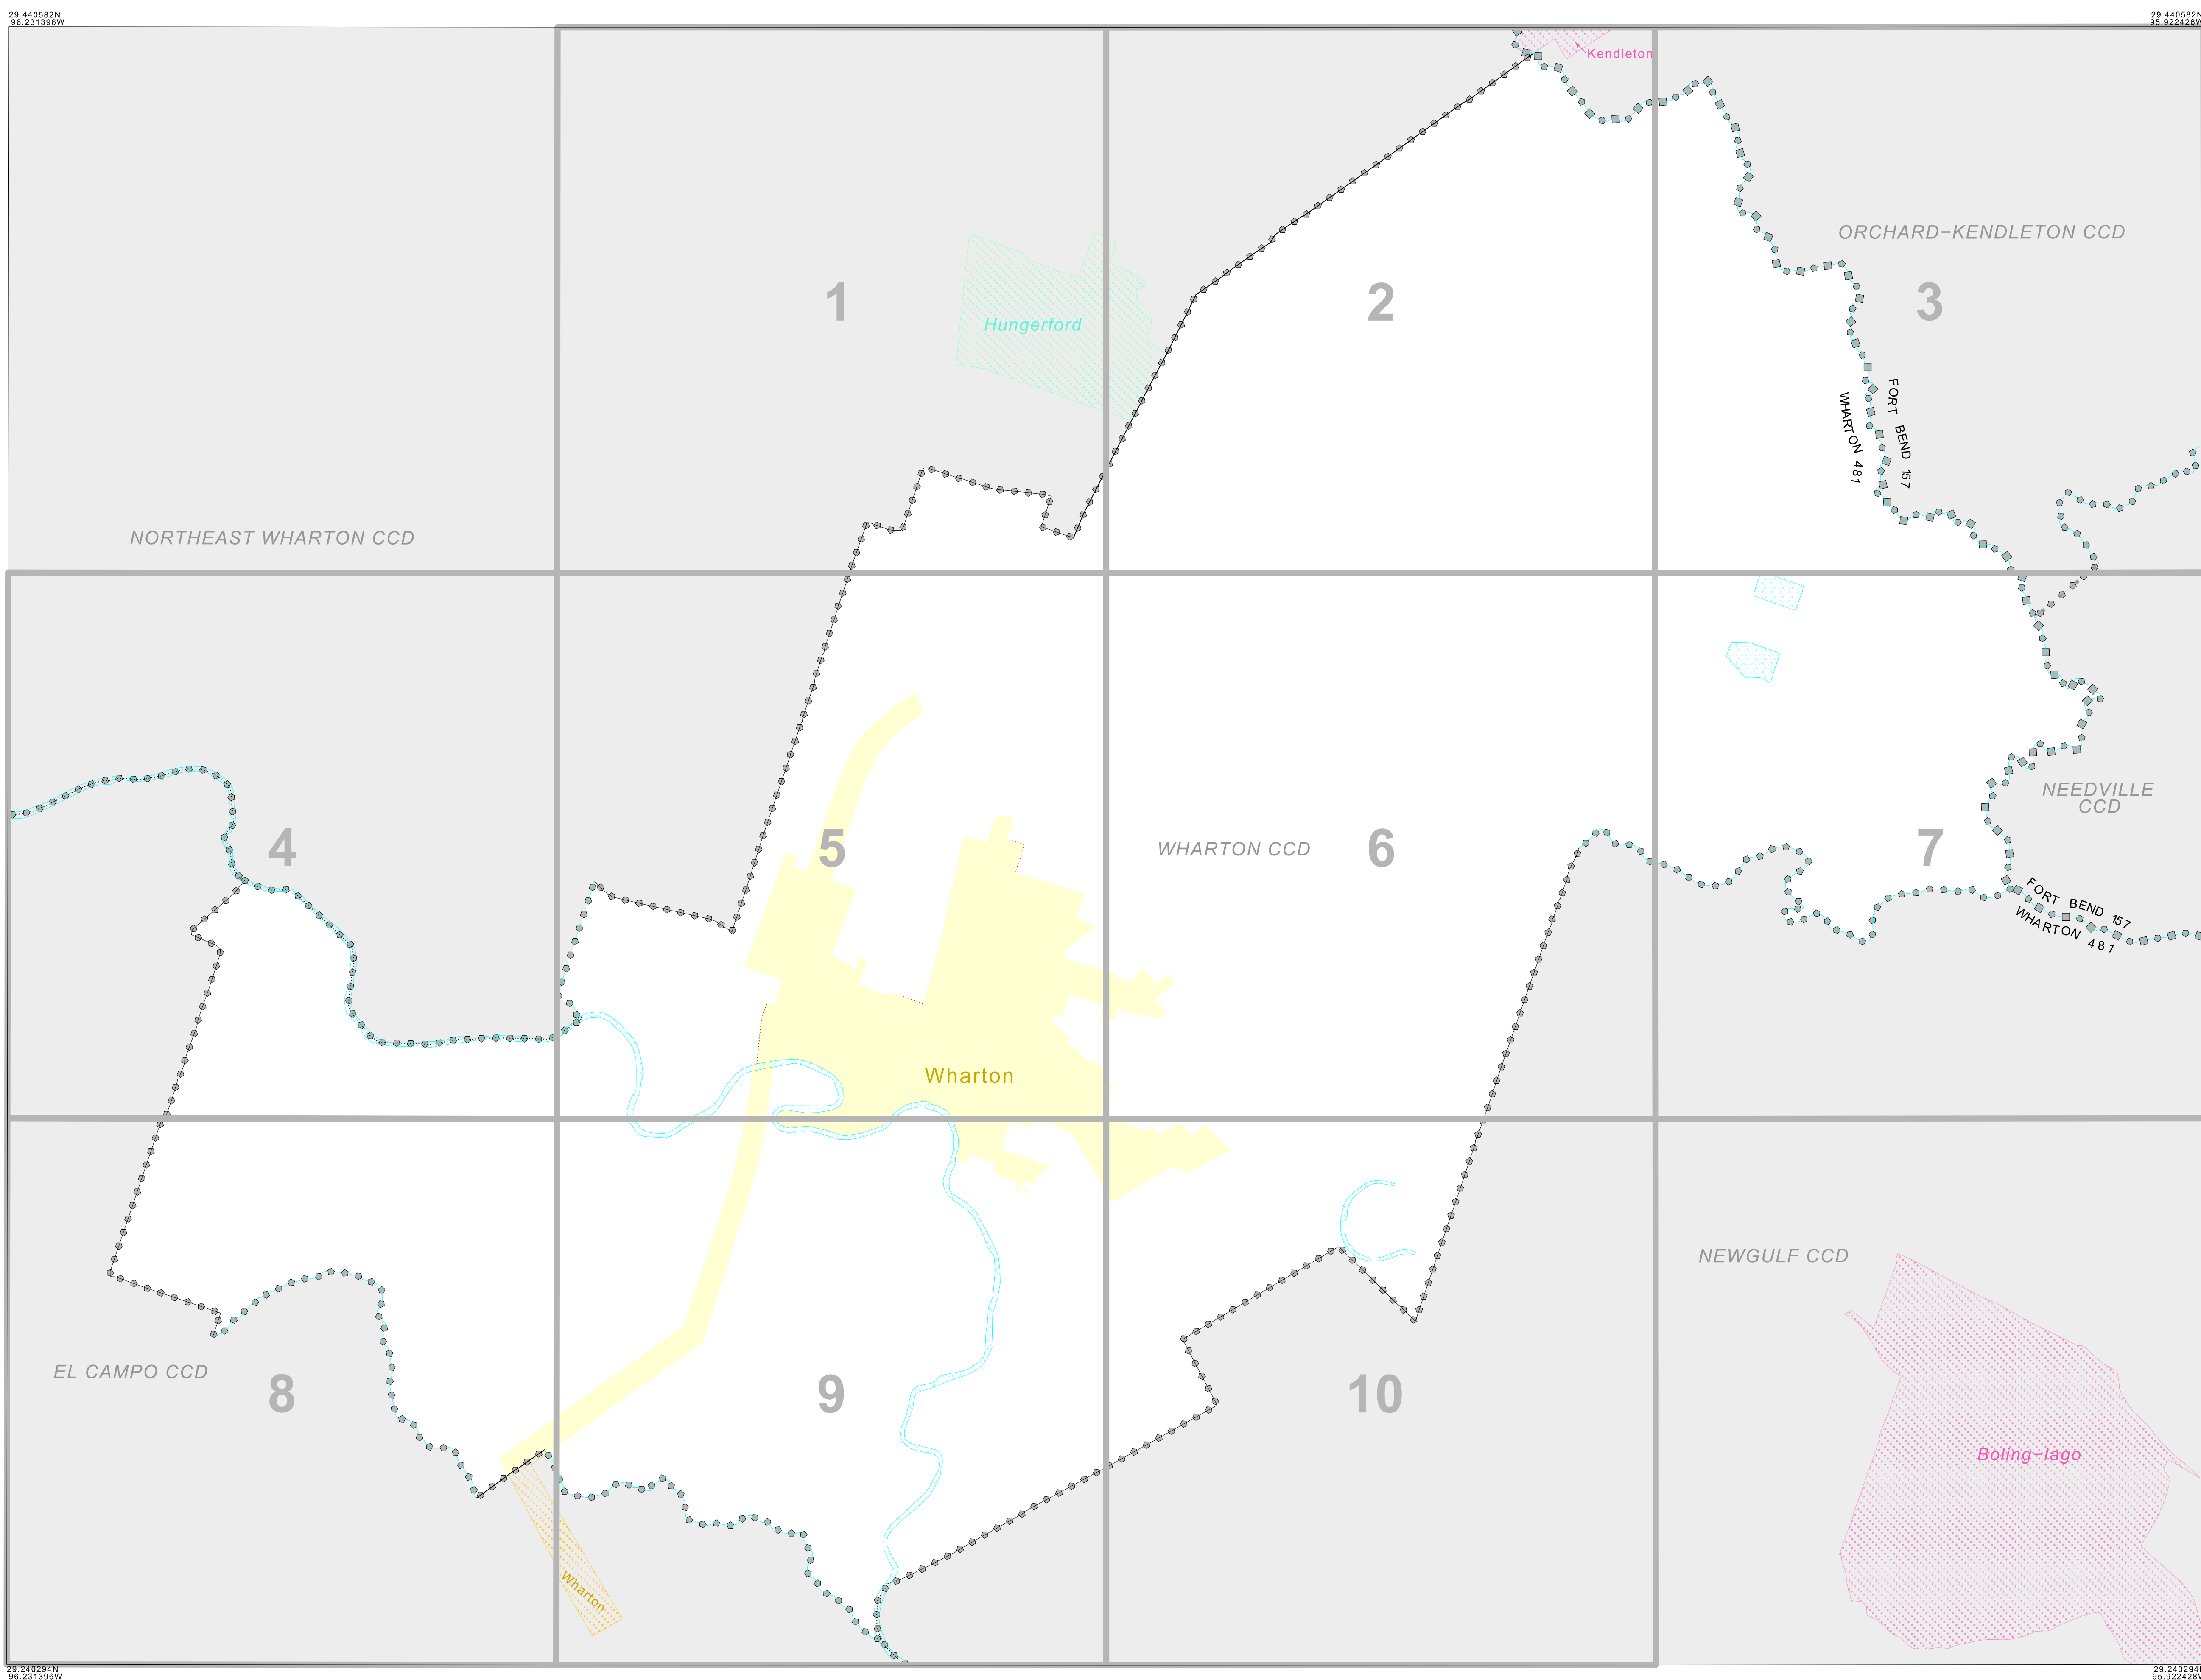 29.440582N
96.231396W
29.440582N
95.922428W
Kendleton
ORCHARD-KENDLETON CCD
1
2
3
Hungerford
FORT BEND 157
WHARTON 481
NORTHEAST WHARTON CCD
NEEDVILLE
CCD
4
5
WHARTON CCD
6
7
FORT BEND 157
WHARTON 481
Wharton
NEWGULF CCD
EL CAMPO CCD
8
9
10
Boling-Iago
Wharton
29.240294N
96.231396W
29.240294N
95.922428W